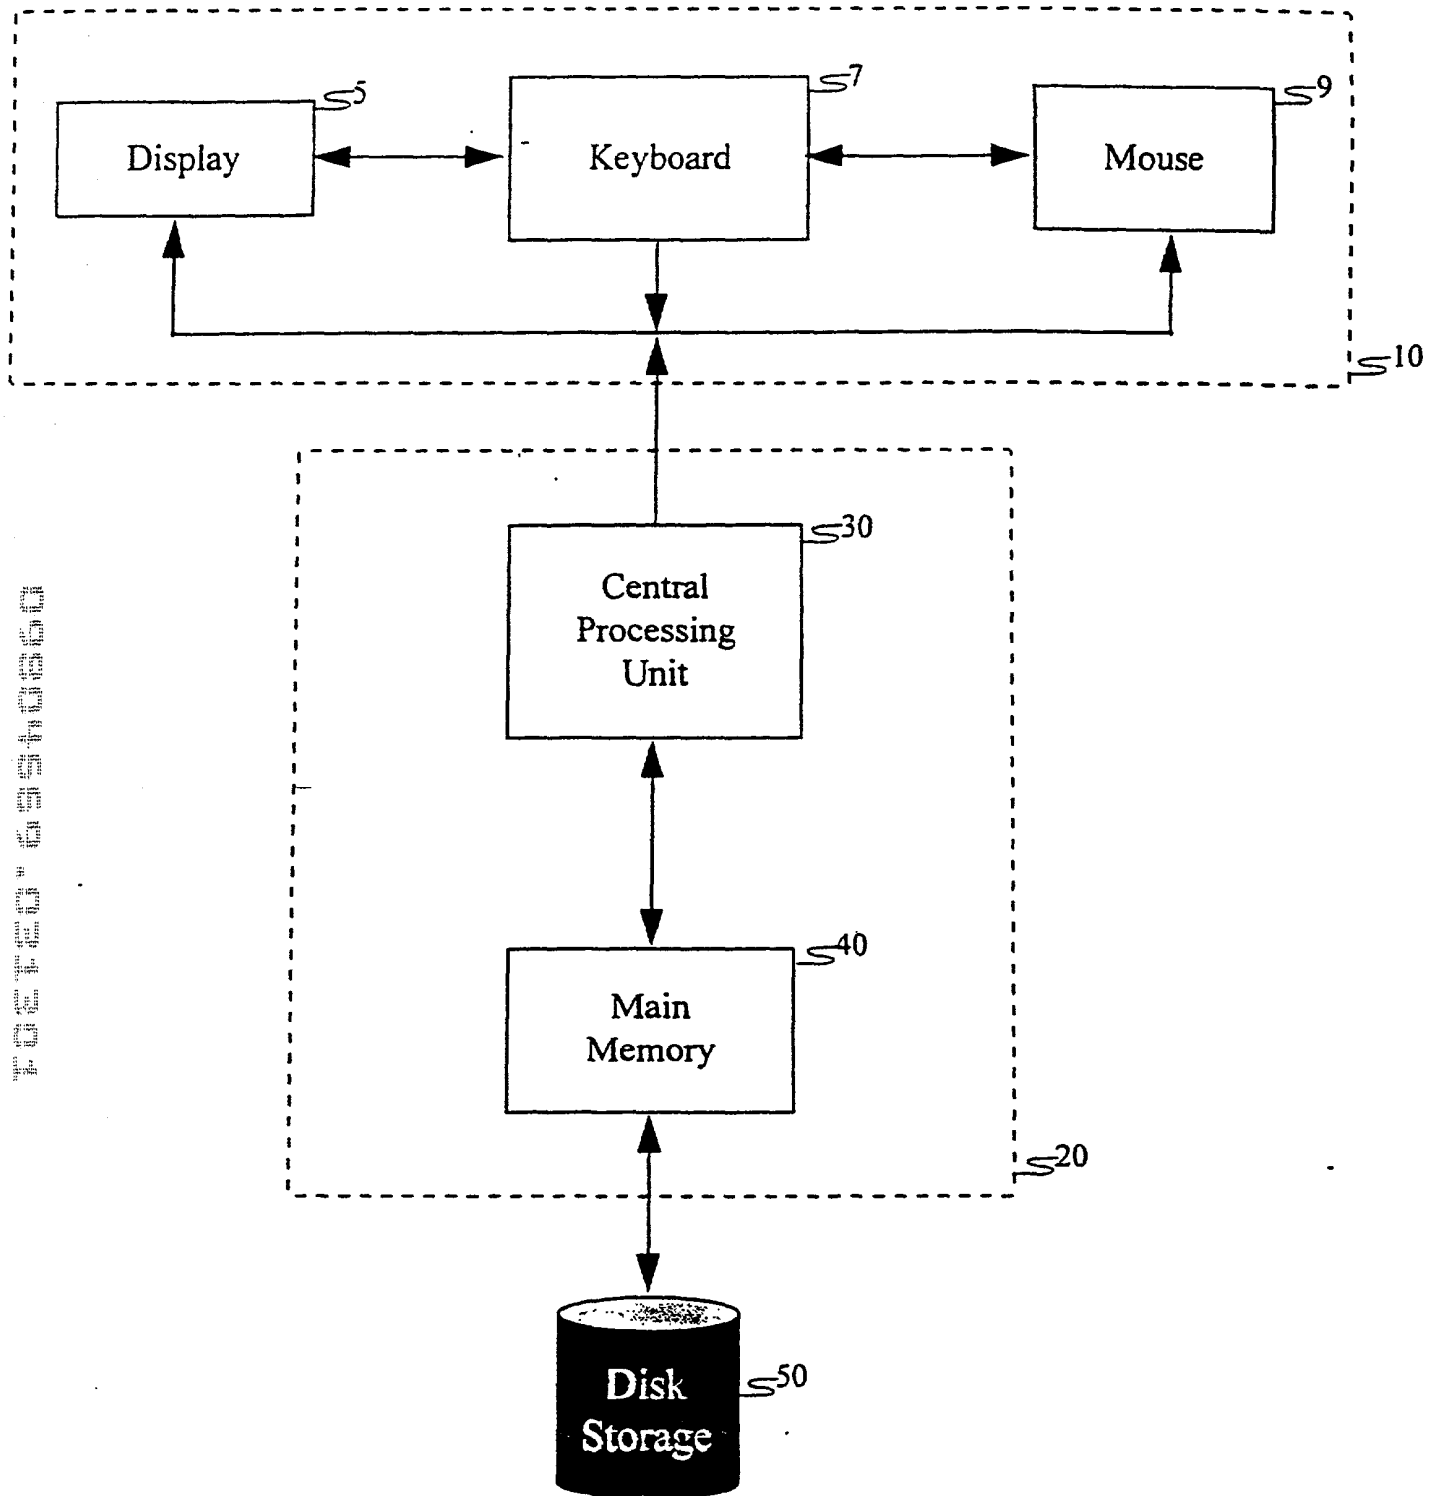 5
7
9
Display
Keyboard
Mouse
10
30
Central
Processing
Unit
40
Main
Memory
20
50
Disk
Storage